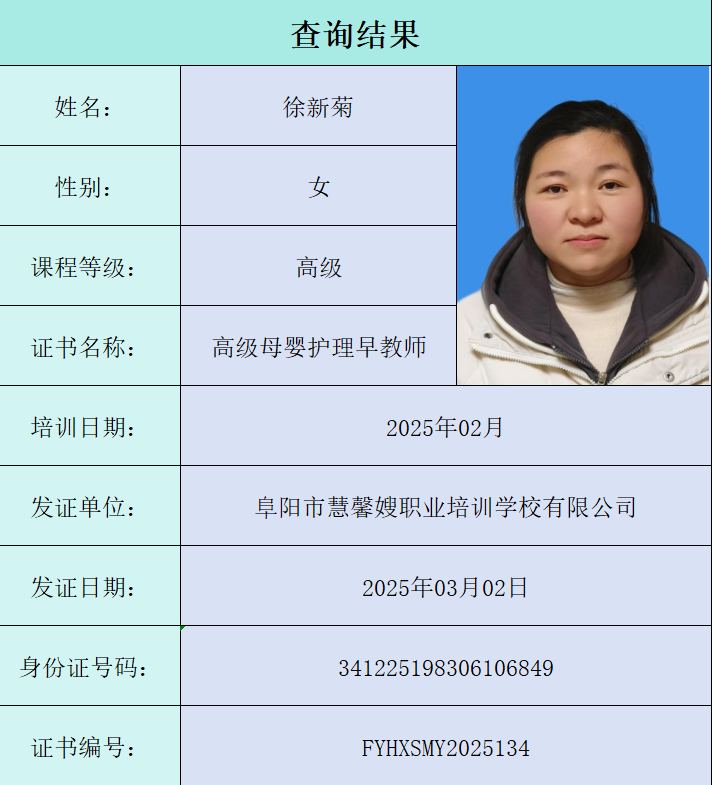 查询结果
姓名： 徐新菊
性别： 女
课程等级： 高级
证书名称： 高级母婴护理早教师
培训日期： 2025年02月
发证单位： 阜阳市慧馨嫂职业培训学校有限公司
发证日期： 2025年03月02日
身份证号码： 341225198306106849
证书编号： FYHXSMY2025134